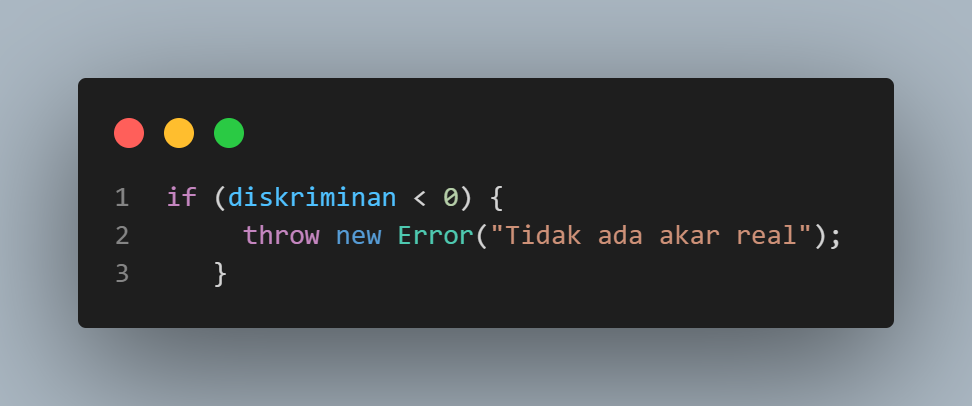 1 if (diskriminan < 0) {
2      throw new Error("Tidak ada akar real");
3    }